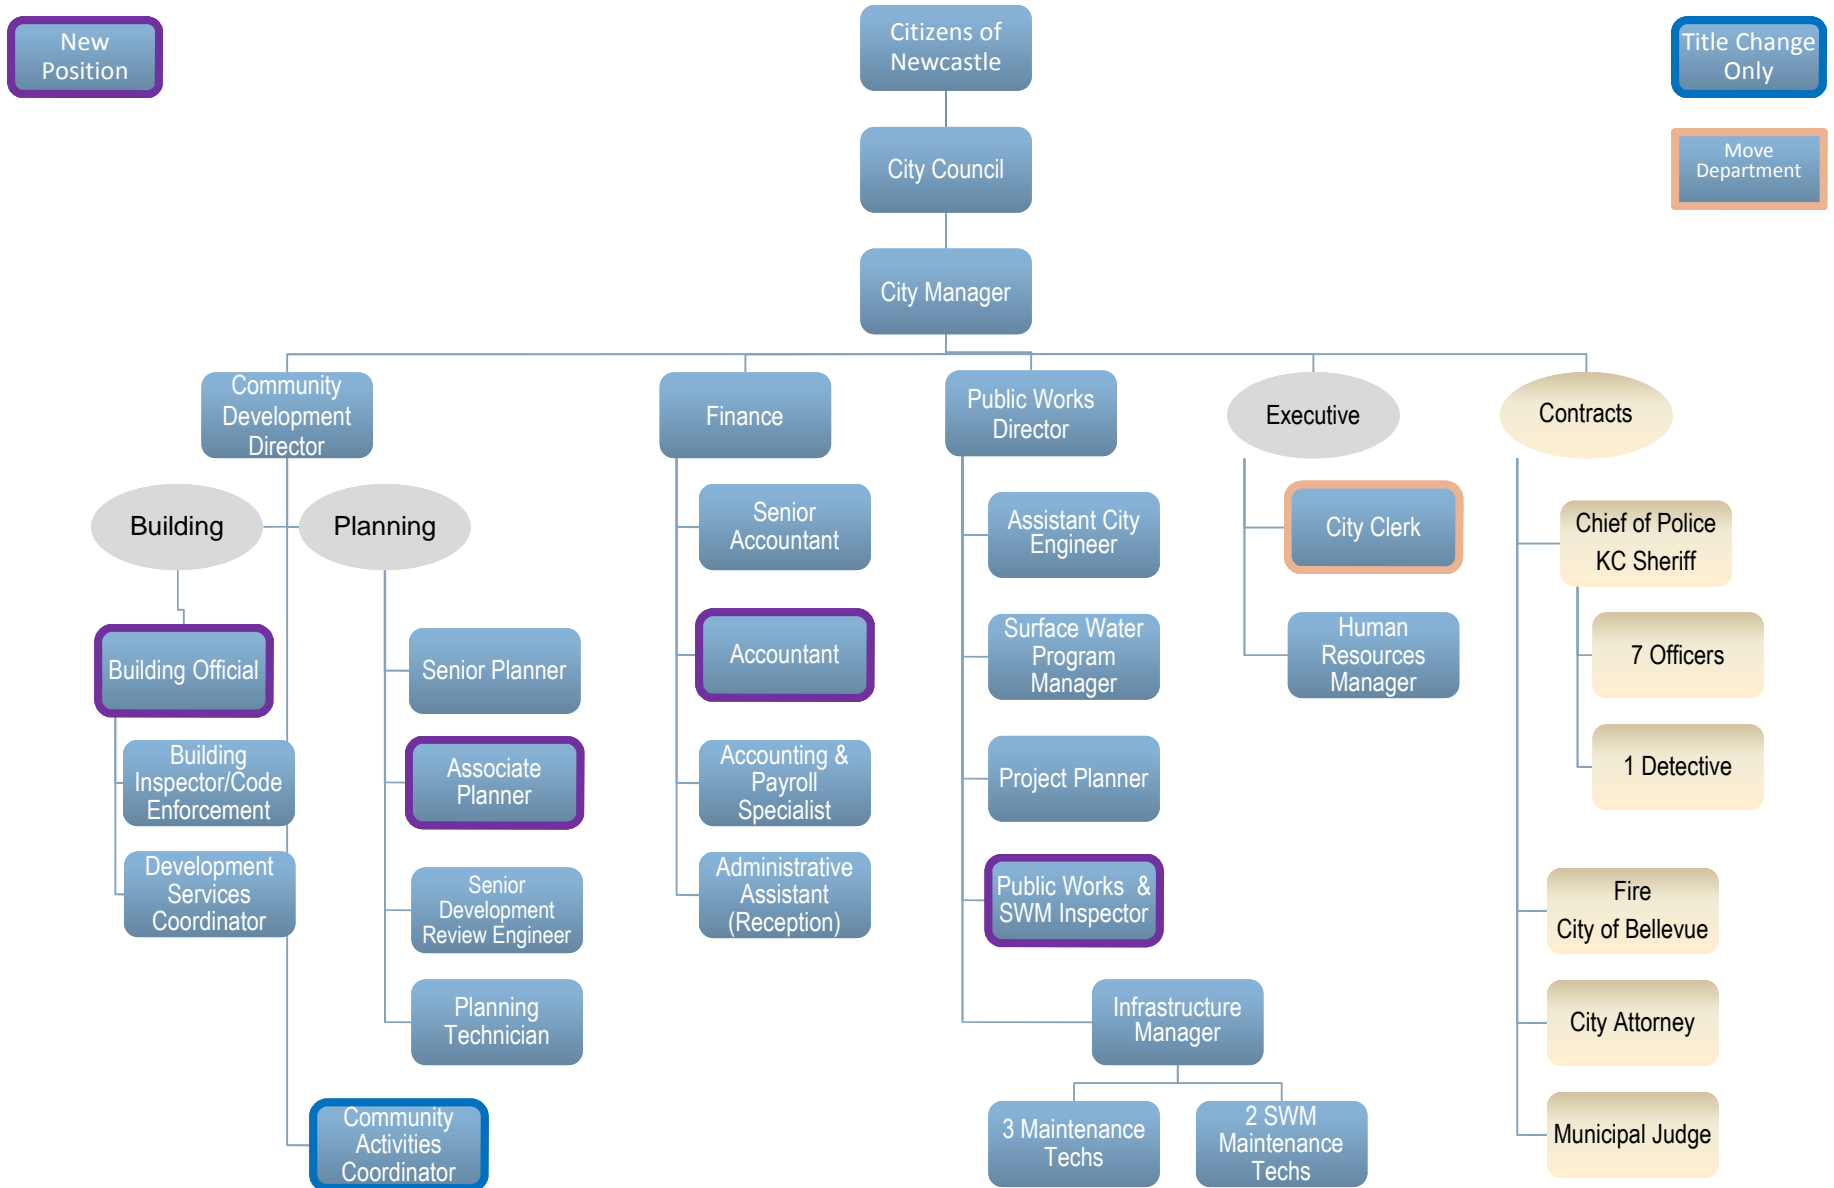 New
Position
Citizens of
Newcastle
Title Change
Only
Move
Department
City Council
City Manager
Community
Development
Director
Finance
Public Works
Director
Executive
Contracts
Building
Planning
Building Official
Building
Inspector/Code
Enforcement
Development
Services
Coordinator
Senior Planner
Associate
Planner
Senior
Development
Review Engineer
Planning
Technician
Community
Activities
Coordinator
Senior
Accountant
Accountant
Accounting &
Payroll
Specialist
Administrative
Assistant
(Reception)
Assistant City
Engineer
Surface Water
Program
Manager
Project Planner
Public Works  &
SWM Inspector
Infrastructure
Manager
3 Maintenance
Techs
2 SWM
Maintenance
Techs
City Clerk
Human
Resources
Manager
Chief of Police
KC Sheriff
7 Officers
1 Detective
Fire
City of Bellevue
City Attorney
Municipal Judge